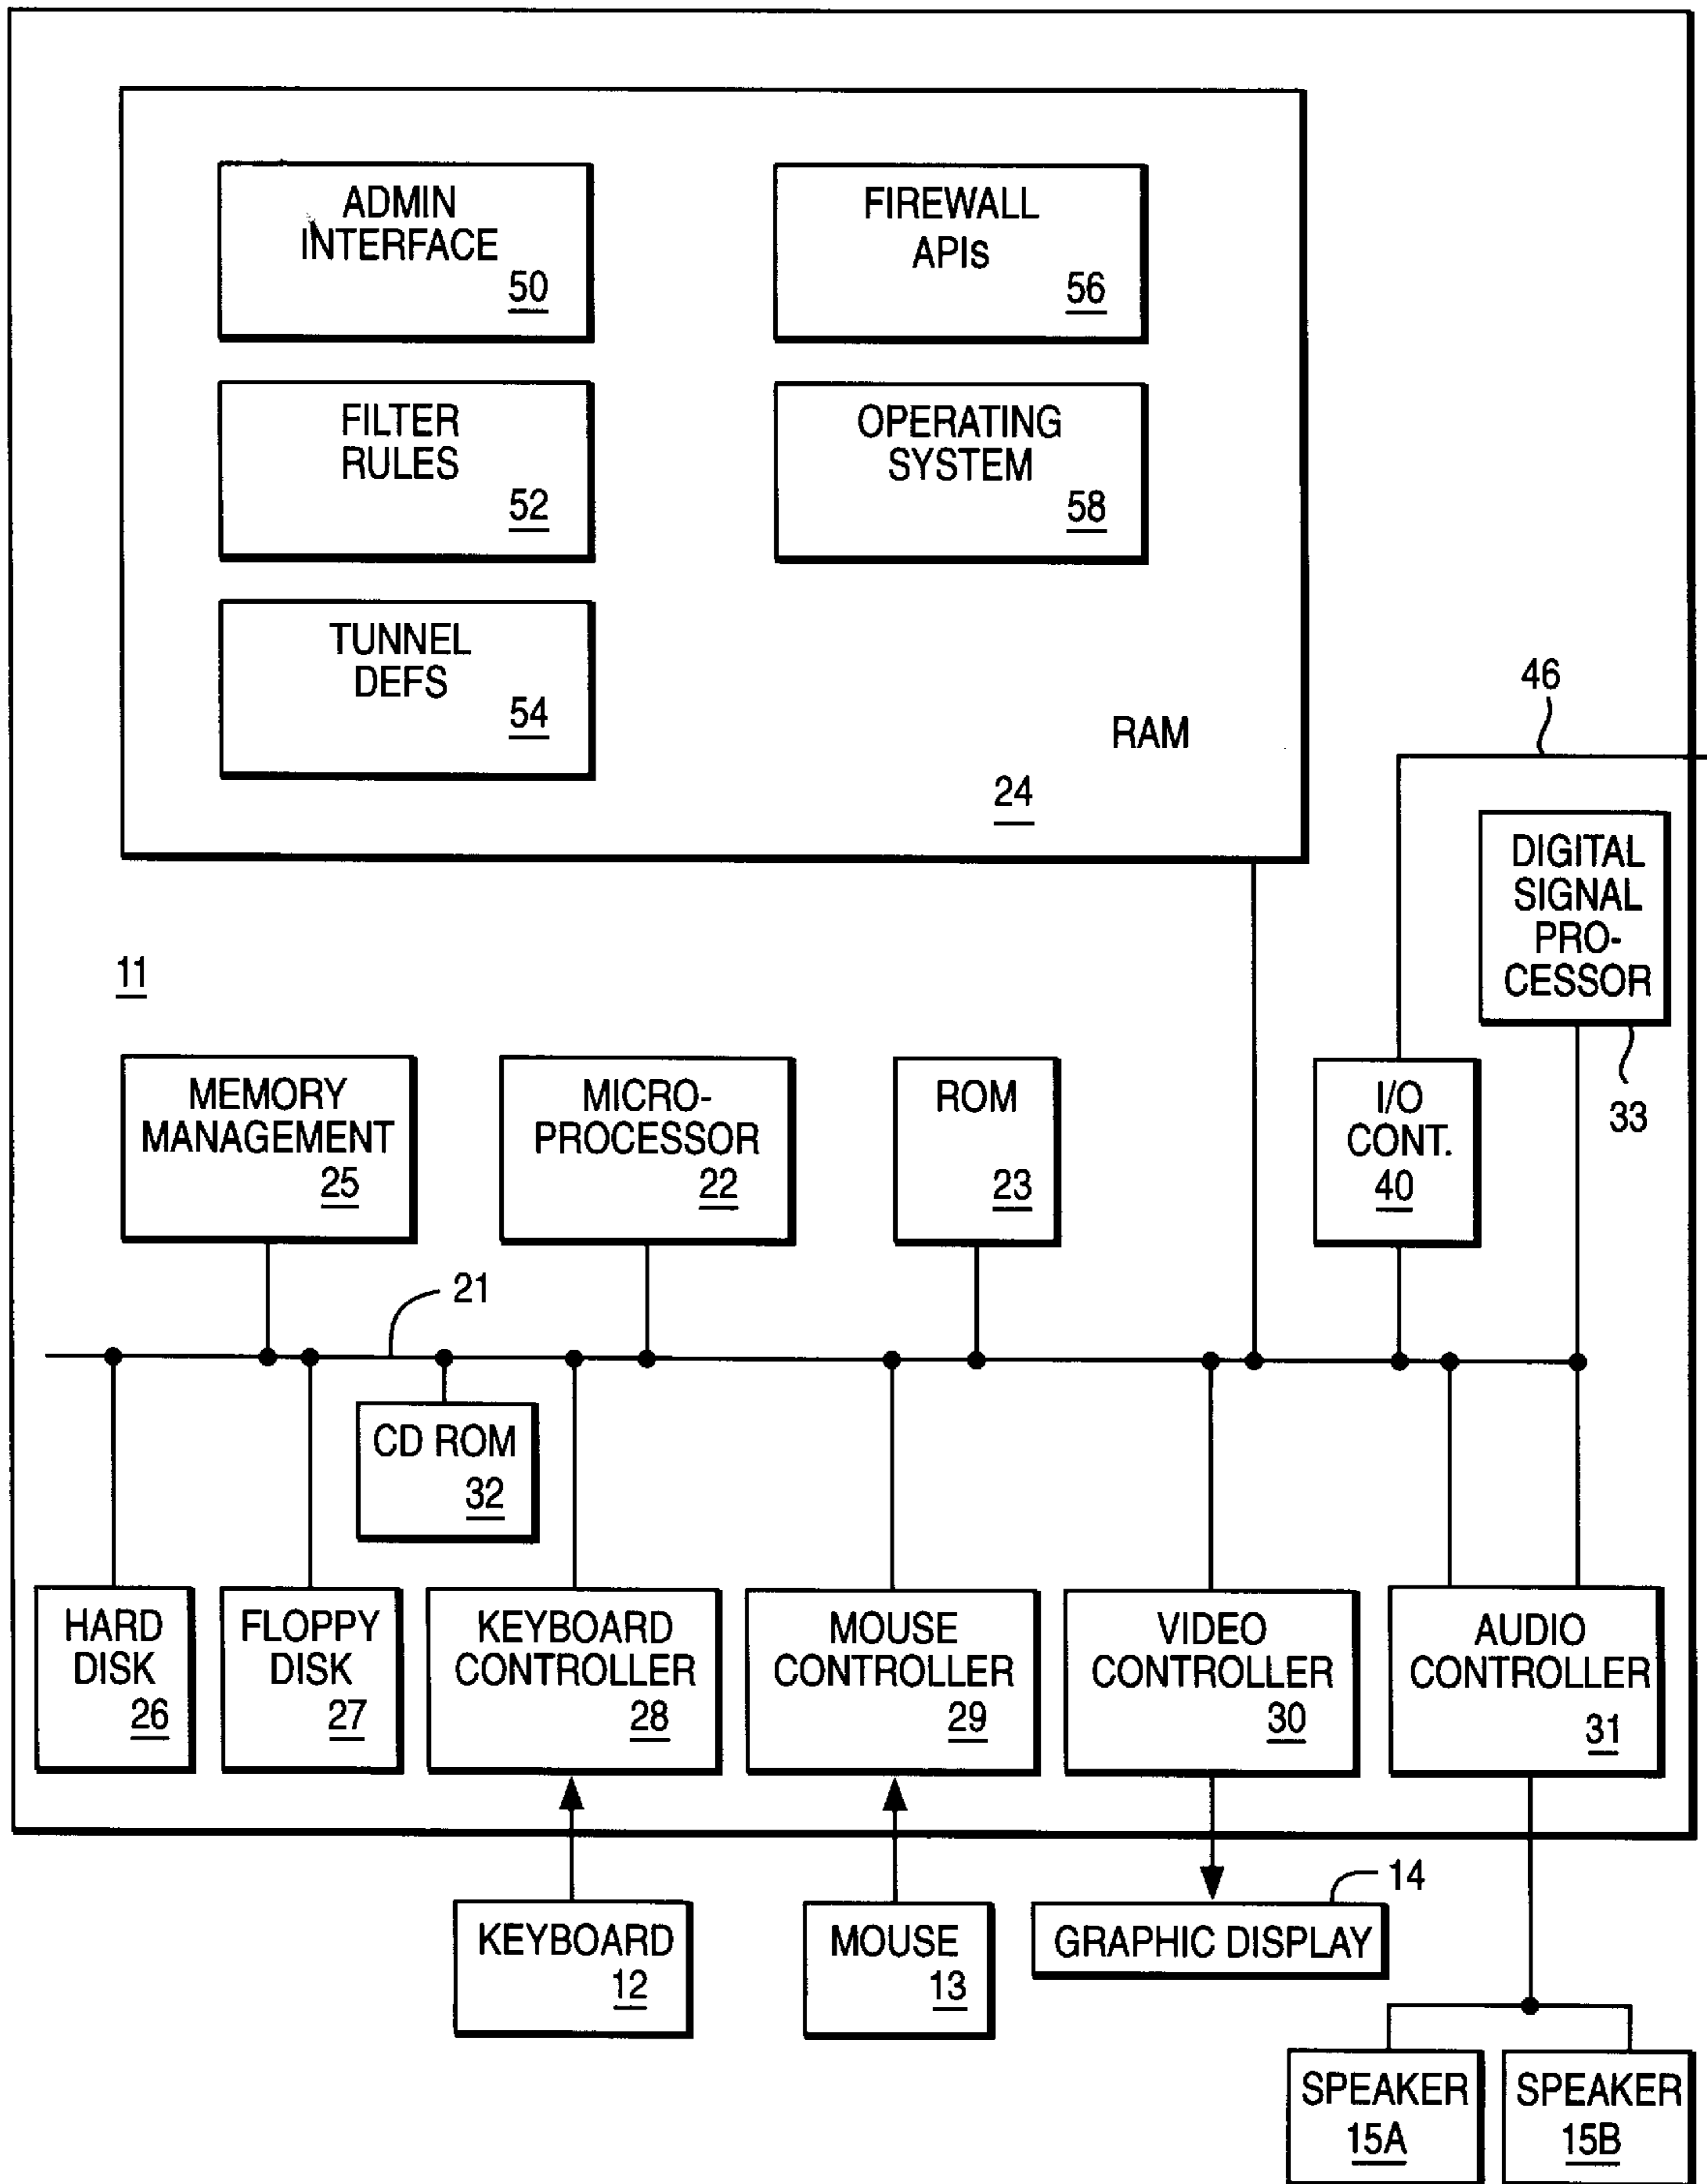 ADMIN
INTERFACE
50
FIREWALL
APIs
56
FILTER
RULES
52
OPERATING
SYSTEM
58
TUNNEL
DEFS
54
RAM
24
46
DIGITAL
SIGNAL
PRO-
CESSOR
33
11
MEMORY
MANAGEMENT
25
MICRO-
PROCESSOR
22
ROM
23
I/O
CONT.
40
21
CD ROM
32
HARD
DISK
26
FLOPPY
DISK
27
KEYBOARD
CONTROLLER
28
MOUSE
CONTROLLER
29
VIDEO
CONTROLLER
30
AUDIO
CONTROLLER
31
KEYBOARD
12
MOUSE
13
14
GRAPHIC DISPLAY
SPEAKER
15A
SPEAKER
15B